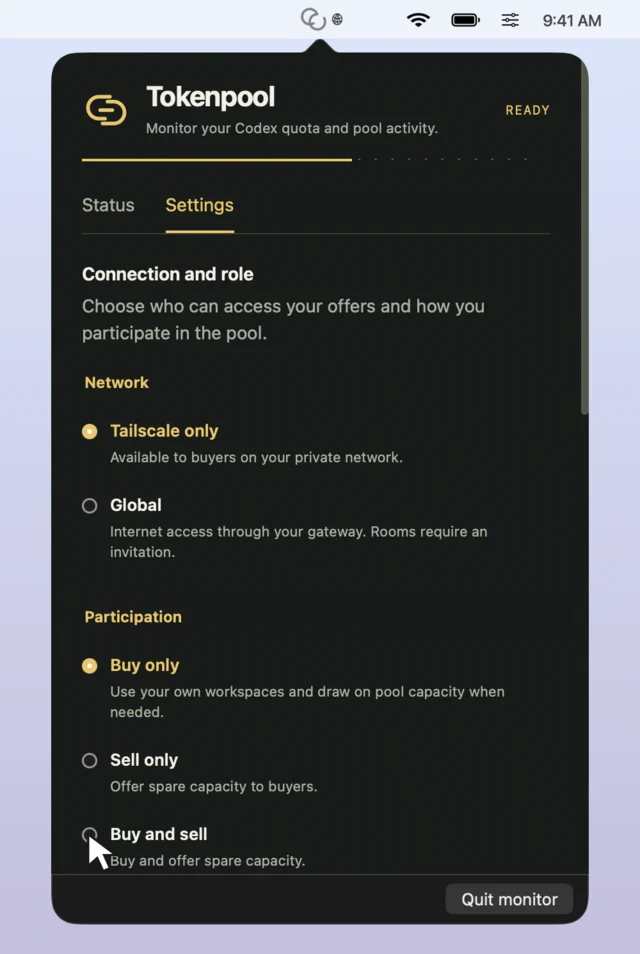 9:41 AM
Tokenpool
Monitor your Codex quota and pool activity.
READY
Status
Settings
Connection and role
Choose who can access your offers and how you
participate in the pool.
Network
Tailscale only
Available to buyers on your private network.
Global
Internet access through your gateway. Rooms require an
invitation.
Participation
Buy only
Use your own workspaces and draw on pool capacity when
needed.
Sell only
Offer spare capacity to buyers.
Buy and sell
Buy and offer spare capacity.
Quit monitor